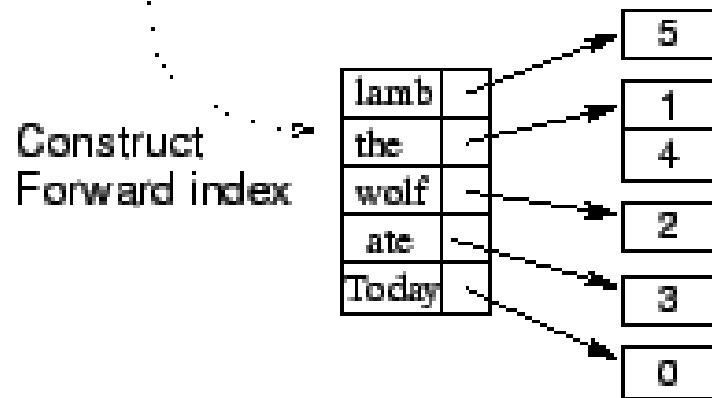 Construct
Forward index
lamb
the
wolf
ate
Today
5
1
4
2
3
0